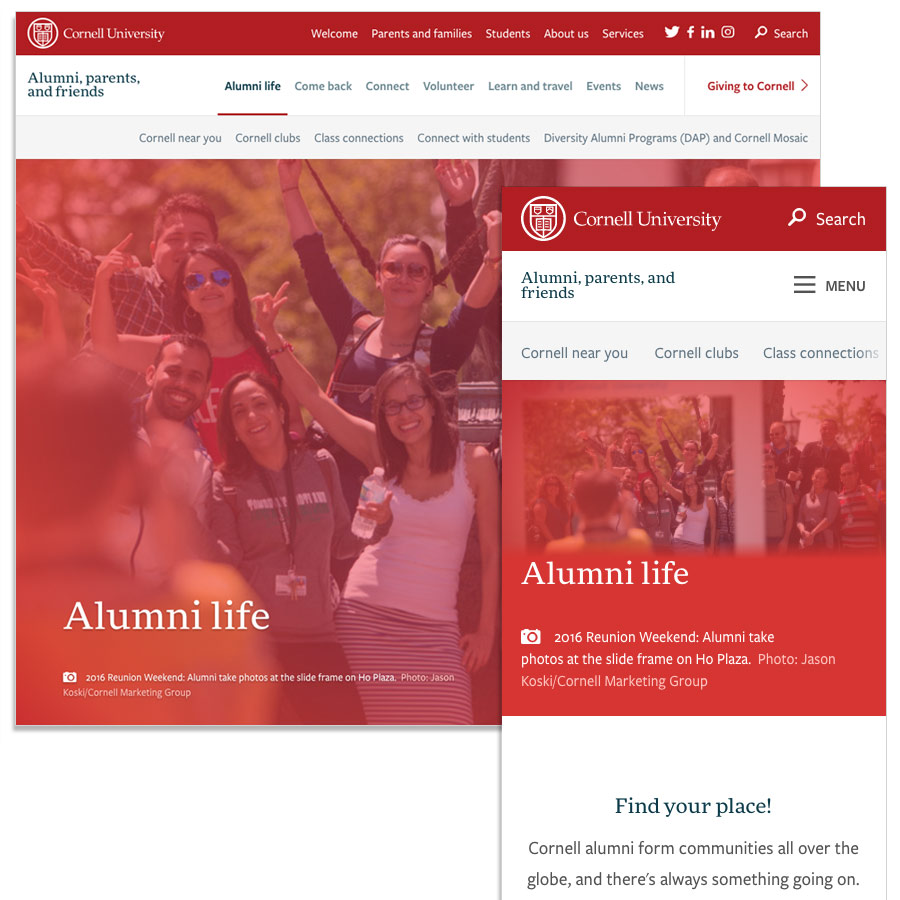 Cornell University
Welcome Parents and families Students About us Services Search
Alumni, parents,
and friends
Alumni life Come back Connect Volunteer Learn and travel Events News Giving to Cornell
Cornell near you Cornell clubs Class connections Connect with students Diversity Alumni Programs (DAP) and Cornell Mosaic
Alumni life
2016 Reunion Weekend: Alumni take photos at the slide frame on Ho Plaza. Photo: Jason
Koski/Cornell Marketing Group
Cornell University Search
Alumni, parents, and
friends
MENU
Cornell near you Cornell clubs Class connections
Alumni life
2016 Reunion Weekend: Alumni take
photos at the slide frame on Ho Plaza. Photo: Jason
Koski/Cornell Marketing Group
Find your place!
Cornell alumni form communities all over the
globe, and there's always something going on.